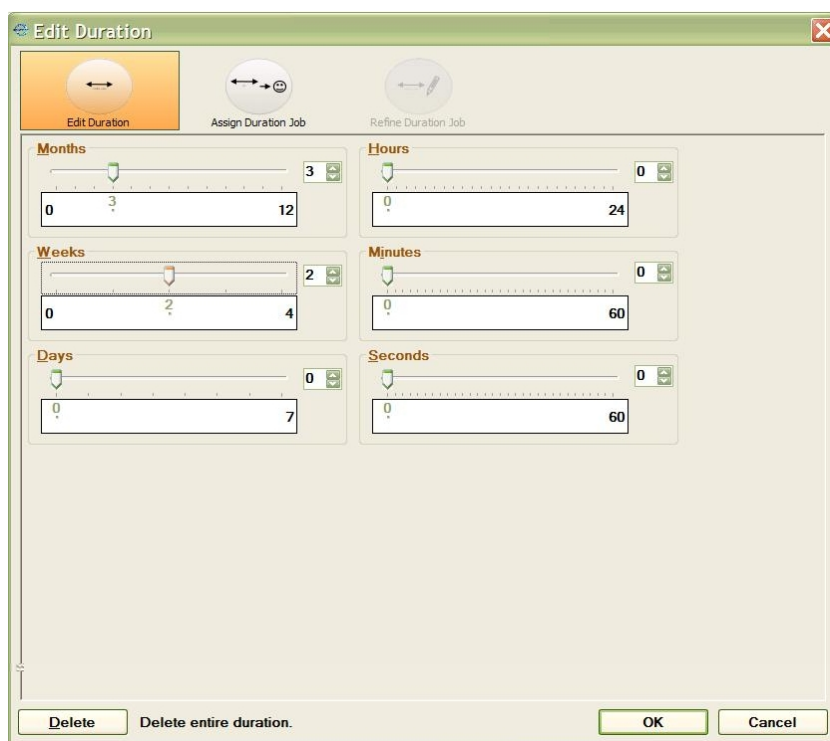 Edit Duration
Edit Duration
Assign Duration Job
Refine Duration Job
Months
3
3
0
12
Hours
0
0
24
Weeks
2
2
0
4
Minutes
0
0
60
Days
0
0
7
Seconds
0
0
60
Delete
Delete entire duration.
OK
Cancel